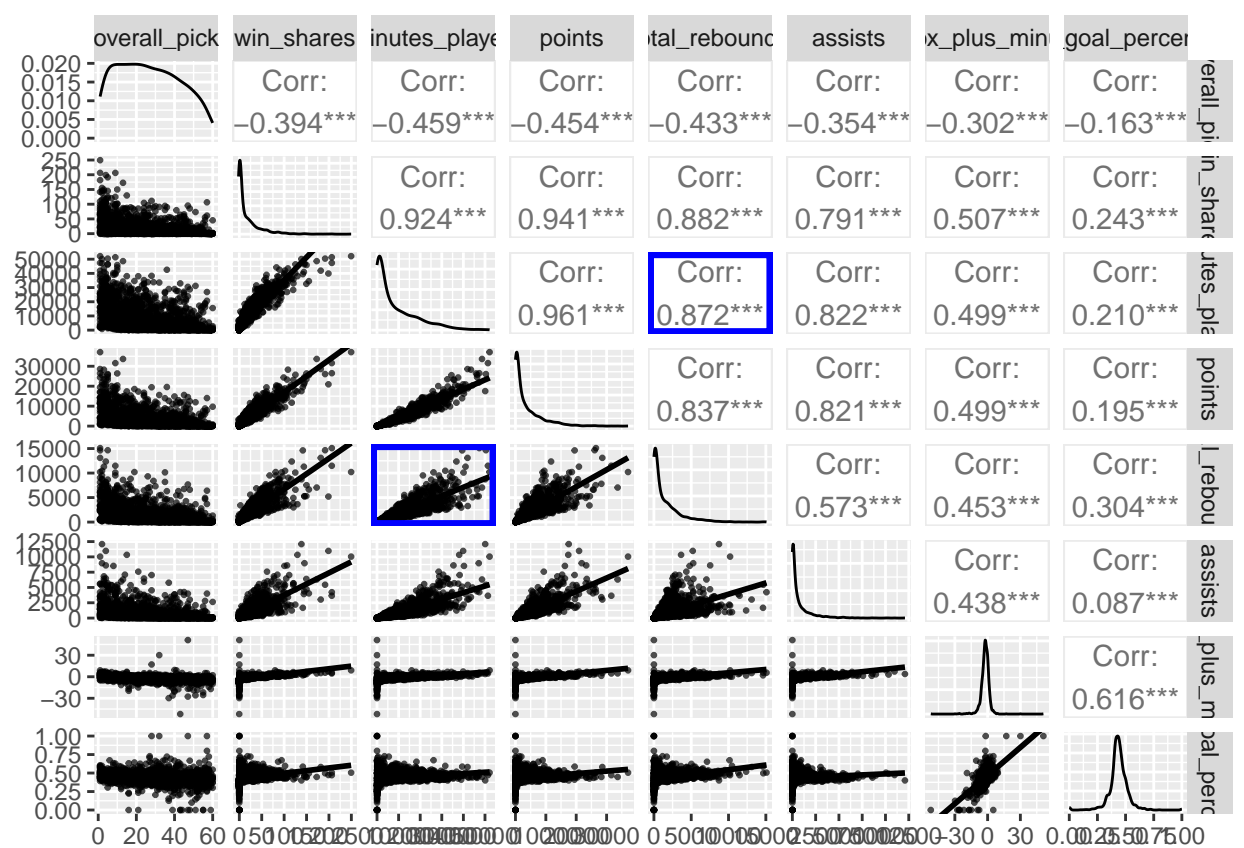 overall_pick win_shares inutes_playe points otal_rebound assists ox_plus_minu _goal_percen
0.020
0.015
0.010
0.005
0.000
Corr: Corr: Corr: Corr: Corr: Corr: Corr:
−0.394*** −0.459*** −0.454*** −0.433*** −0.354*** −0.302*** −0.163***
250
200
150
100
50
0
Corr: Corr: Corr: Corr: Corr: Corr:
0.924*** 0.941*** 0.882*** 0.791*** 0.507*** 0.243***
in_share
50000
40000
30000
20000
10000
0
Corr: Corr: Corr: Corr: Corr:
0.961*** 0.872*** 0.822*** 0.499*** 0.210***
utes_pla
30000
20000
10000
0
Corr: Corr: Corr: Corr:
0.837*** 0.821*** 0.499*** 0.195***
points
15000
10000
5000
0
Corr: Corr: Corr:
0.573*** 0.453*** 0.304***
l_rebou
12500
10000
7500
5000
2500
0
Corr: Corr:
0.438*** 0.087***
assists
30
0
−30
Corr:
0.616***
_plus_m
1.00
0.75
0.50
0.25
0.00
oal_perc
0 20 40 60
−30 0 30